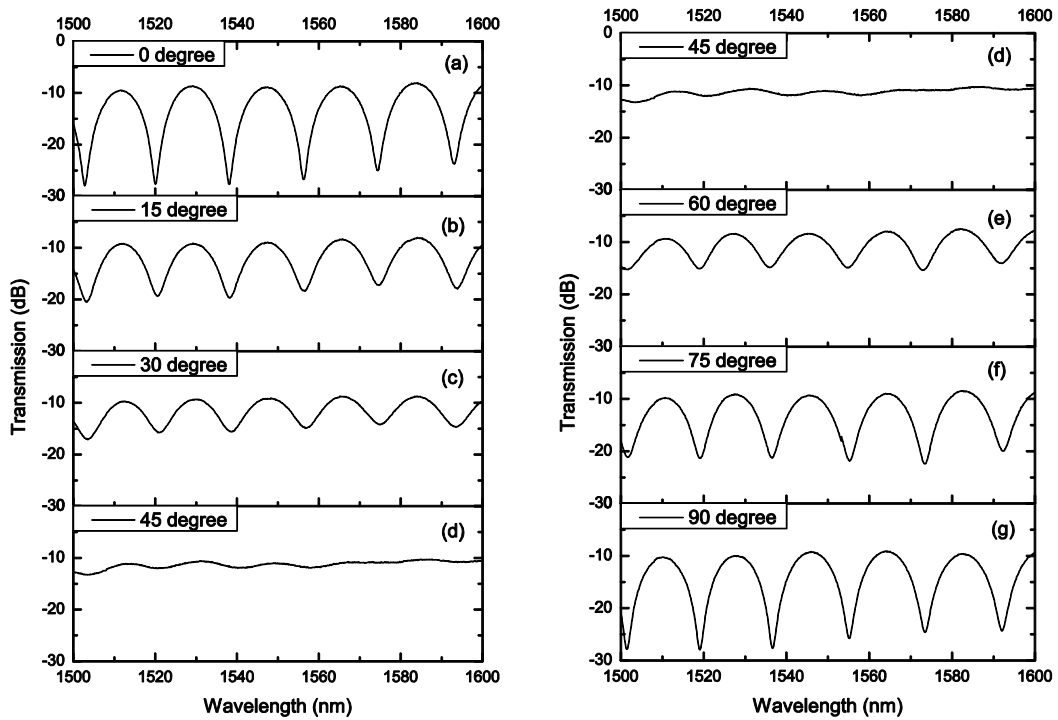 1500 1520 1540 1560 1580 1600
0
-10
-20
-30
0 degree
(a)
-10
-20
-30
15 degree
(b)
-10
-20
-30
30 degree
(c)
-10
-20
-30
45 degree
(d)
1500 1520 1540 1560 1580 1600
Wavelength (nm)
Transmission (dB)
1500 1520 1540 1560 1580 1600
0
-10
-20
-30
45 degree
(d)
-10
-20
-30
60 degree
(e)
-10
-20
-30
75 degree
(f)
-10
-20
-30
90 degree
(g)
1500 1520 1540 1560 1580 1600
Wavelength (nm)
Transmission (dB)